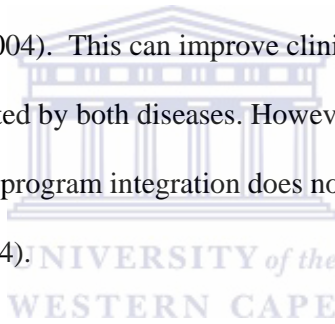 004). This can improve clini
ted by both diseases. Howev
program integration does no
4).
UNIVERSITY of the
WESTERN CAPE